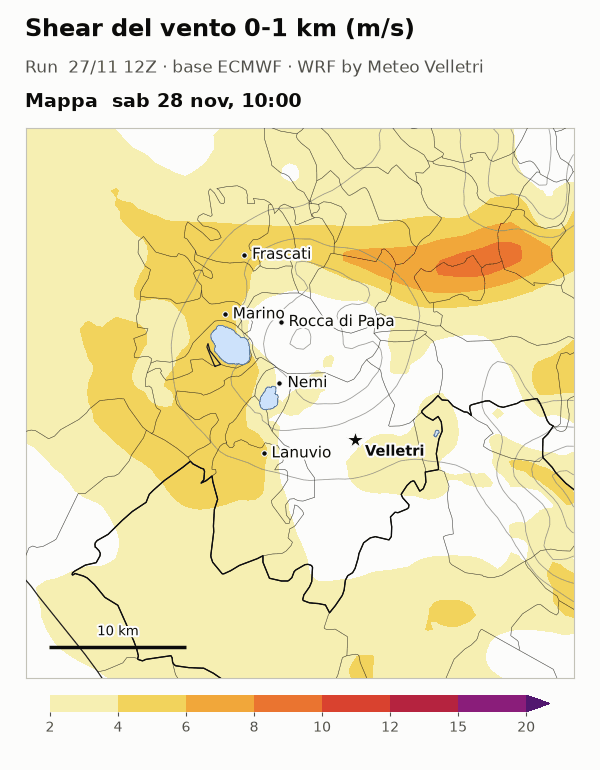 Shear del vento 0-1 km (m/s)
Run  27/11 12Z · base ECMWF · WRF by Meteo Velletri
Mappa  sab 28 nov, 10:00
Frascati
Marino
Rocca di Papa
Nemi
Velletri
Lanuvio
10 km
2 4 6 8 10 12 15 20